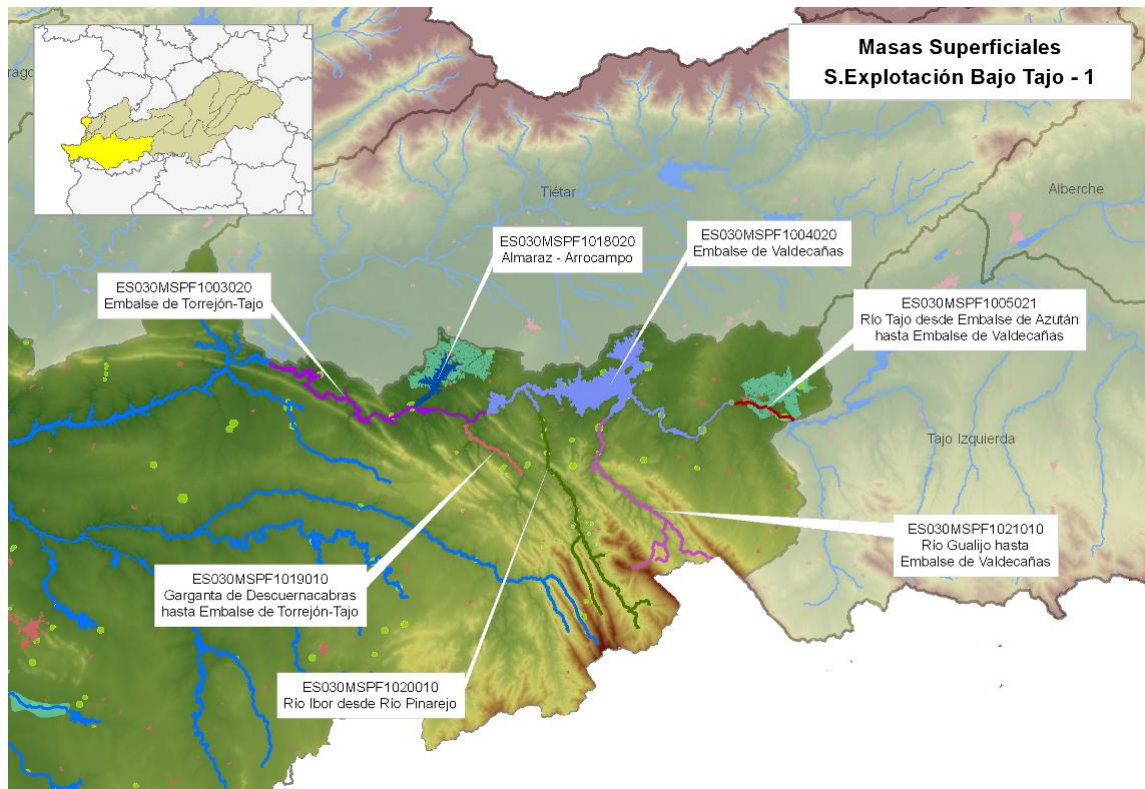 Masas Superficiales
S.Explotación Bajo Tajo - 1
Tiétar
Alberche
ES030MSPF1018020
Almaraz - Arrocampo
ES030MSPF1004020
Embalse de Valdecañas
ES030MSPF1003020
Embalse de Torrejón-Tajo
ES030MSPF1005021
Río Tajo desde Embalse de Azután
hasta Embalse de Valdecañas
Tajo Izquierda
ES030MSPF1021010
Río Gualijo hasta
Embalse de Valdecañas
ES030MSPF1019010
Garganta de Descuernacabras
hasta Embalse de Torrejón-Tajo
ES030MSPF1020010
Río Ibor desde Río Pinarejo